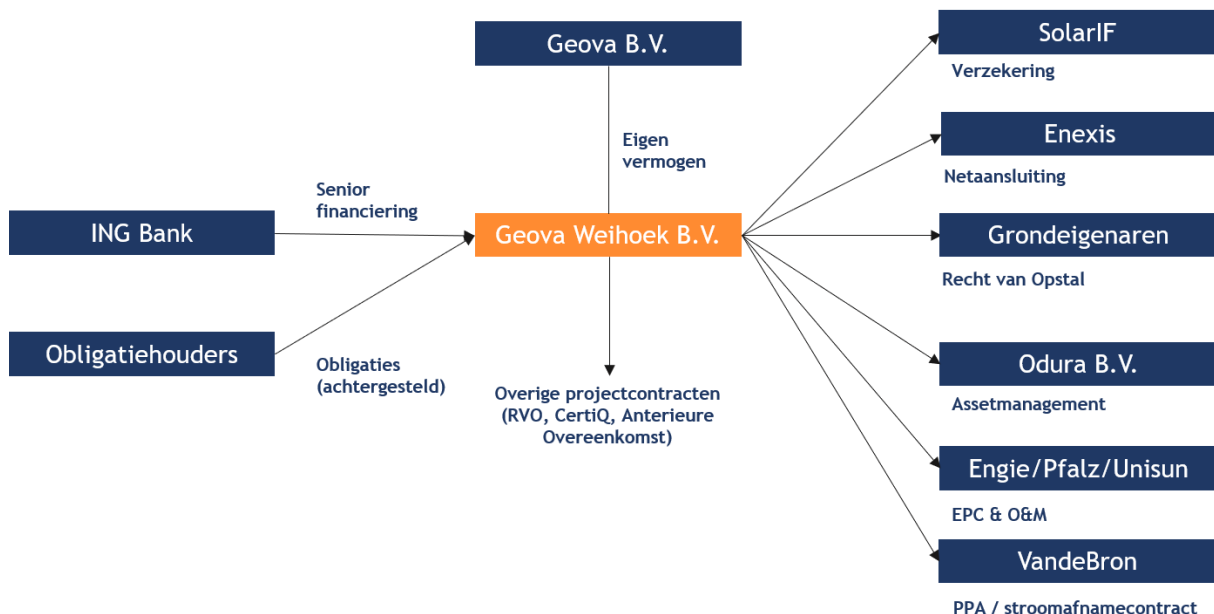 Geova B.V.
Eigen
vermogen
Senior
financiering
ING Bank
Geova Weihoek B.V.
Obligatiehouders
Obligaties
(achtergesteld)
Overige projectcontracten
(RVO, CertiQ, Anterieure
Overeenkomst)
SolarIF
Verzekering
Enexis
Netaansluiting
Grondeigenaren
Recht van Opstal
Odura B.V.
Assetmanagement
Engie/Pfalz/Unisun
EPC & O&M
VandeBron
PPA / stroomafnamecontract